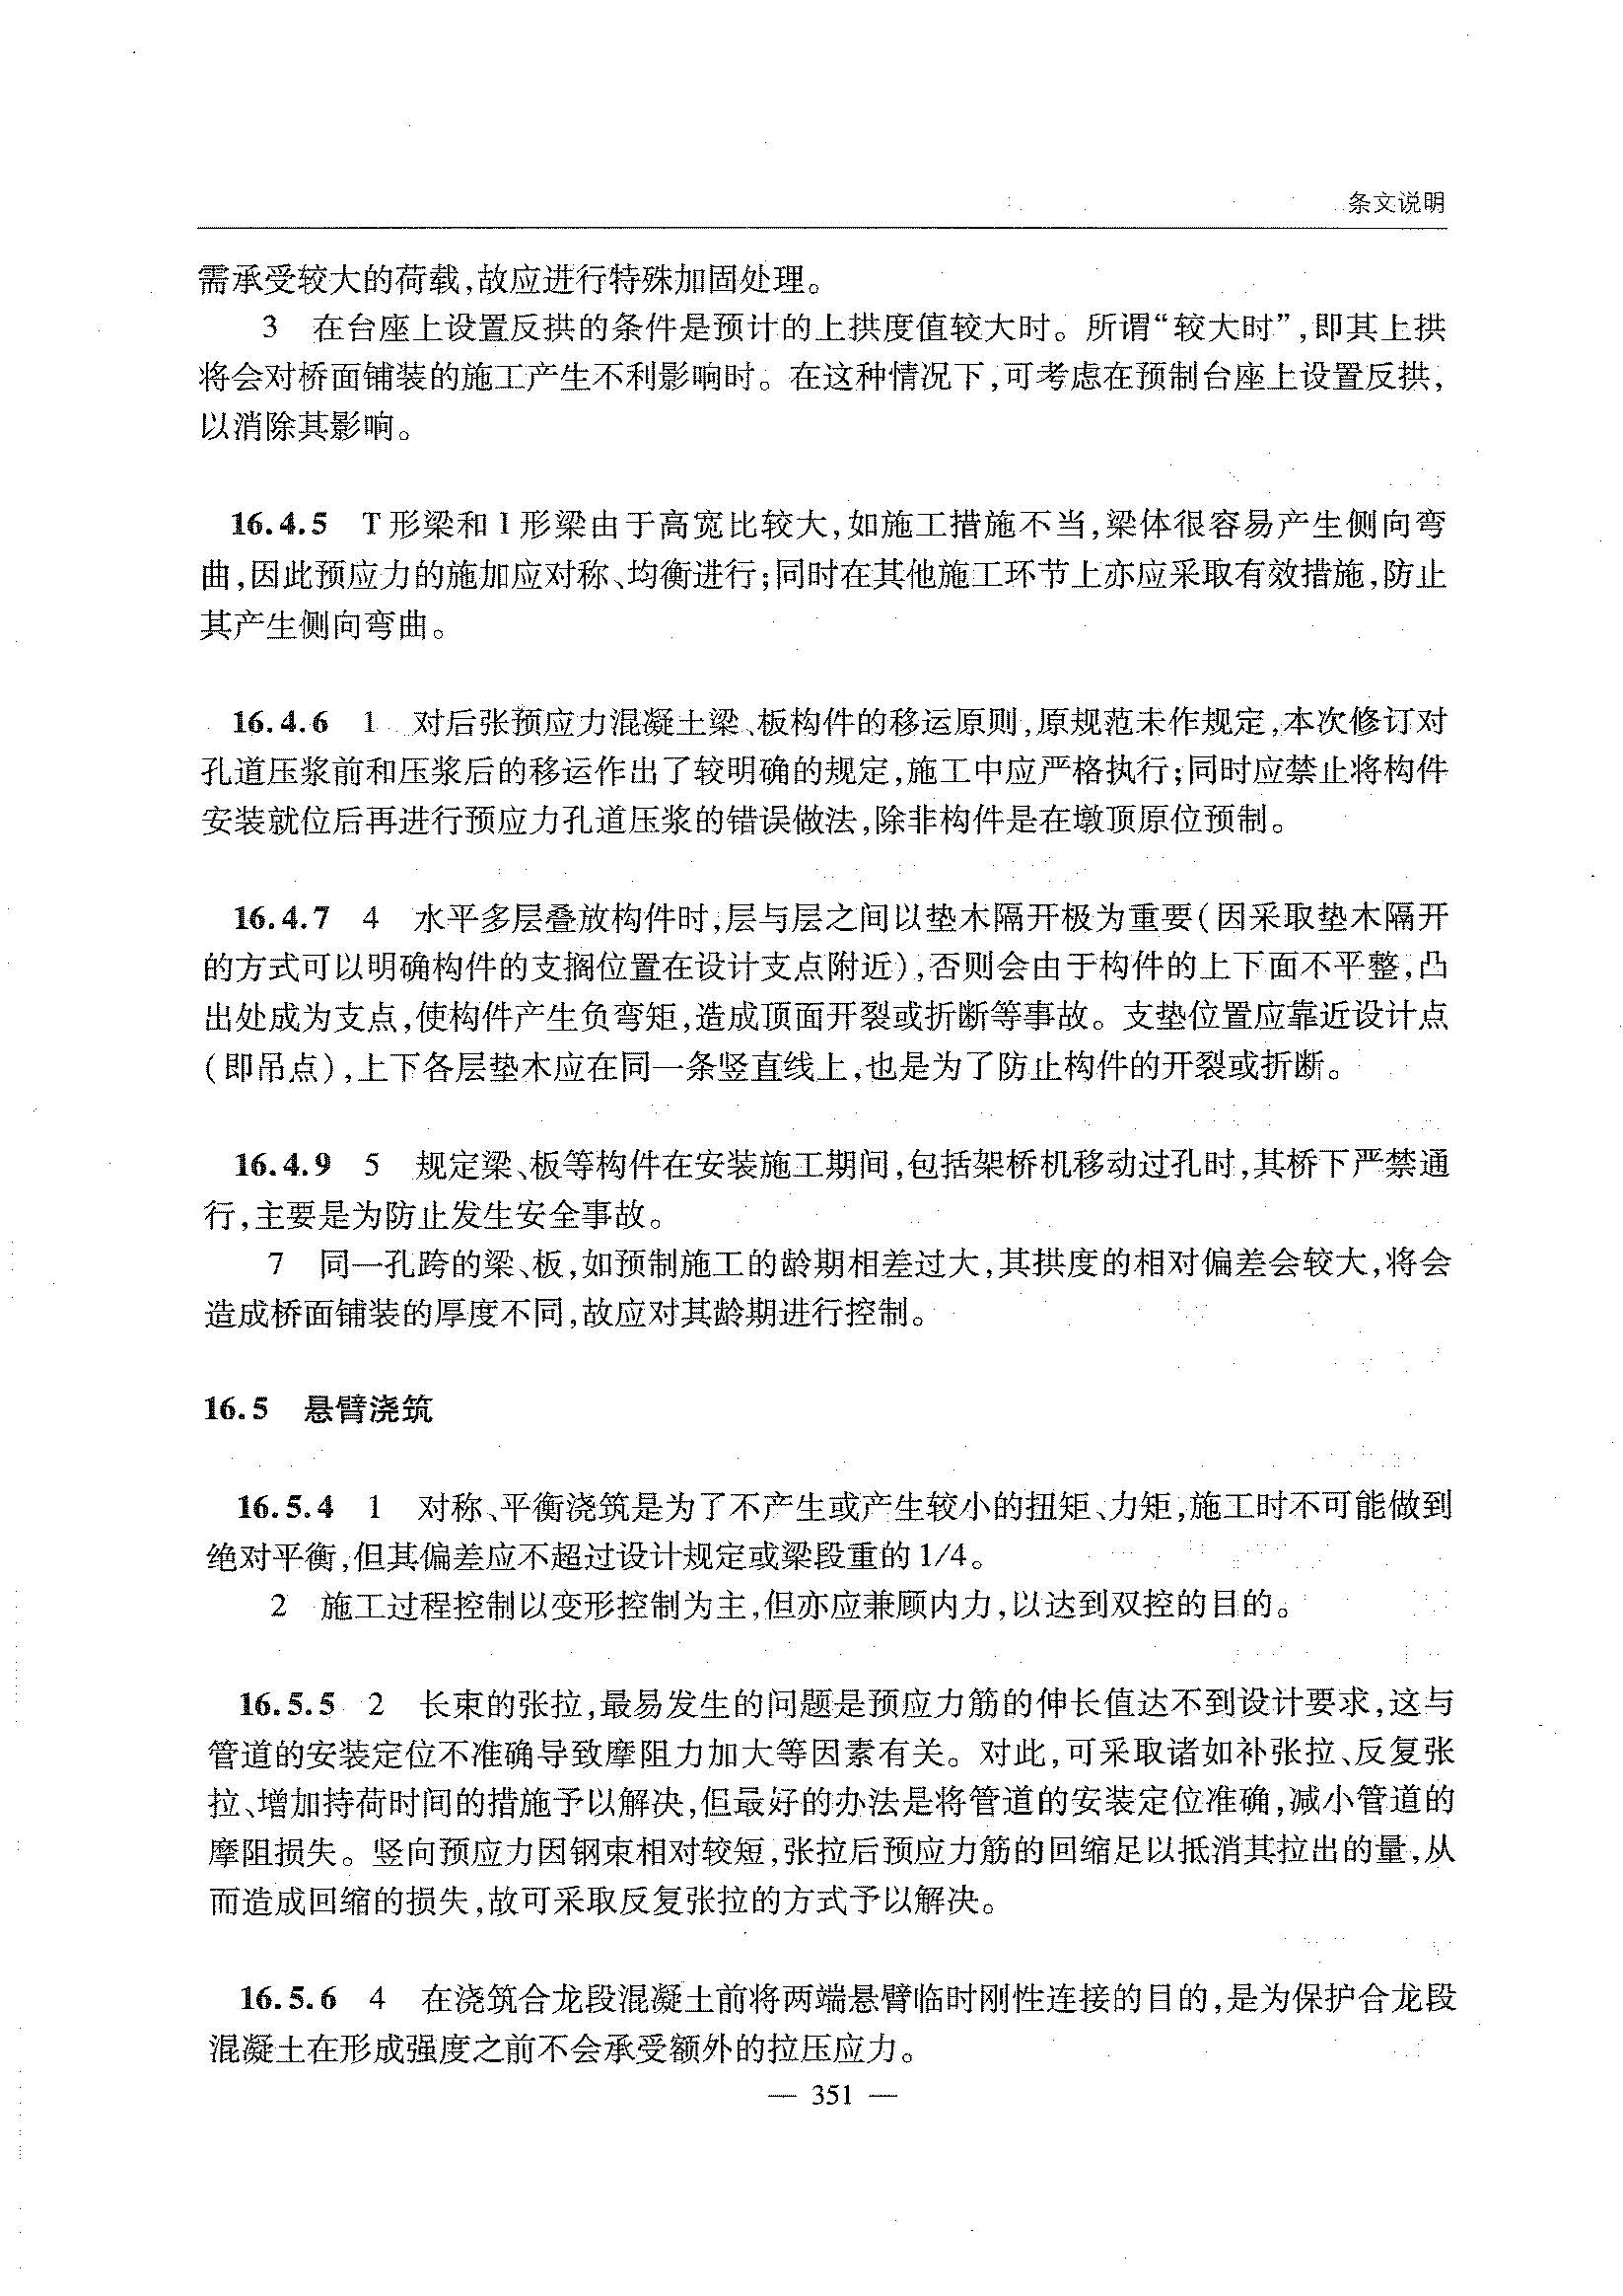 条文说明
需承受较大的荷载,故应进行特殊加固处理。
3 在台座上设置反拱的条件是预计的上拱度值较大时。所谓“较大时”,即其上拱
将会对桥面铺装的施工产生不利影响时。在这种情况下,可考虑在预制台座上设置反拱,
以消除其影响。
16.4.5 T形梁和I形梁由于高宽比较大,如施工措施不当,梁体很容易产生侧向弯
曲,因此预应力的施加应对称、均衡进行;同时在其他施工环节上亦应采取有效措施,防止
其产生侧向弯曲。
16.4.6 1 对后张预应力混凝土梁、板构件的移运原则,原规范未作规定,本次修订对
孔道压浆前和压浆后的移运作出了较明确的规定,施工中应严格执行;同时应禁止将构件
安装就位后再进行预应力孔道压浆的错误做法,除非构件是在墩顶原位预制。
16.4.7 4 水平多层叠放构件时,层与层之间以垫木隔开极为重要(因采取垫木隔开
的方式可以明确构件的支搁位置在设计支点附近),否则会由于构件的上下面不平整,凸
出处成为支点,使构件产生负弯矩,造成顶面开裂或折断等事故。支垫位置应靠近设计点
(即吊点),上下各层垫木应在同一条竖直线上,也是为了防止构件的开裂或折断。
16.4.9 5 规定梁、板等构件在安装施工期间,包括架桥机移动过孔时,其桥下严禁通
行,主要是为防止发生安全事故。
7 同一孔跨的梁、板,如预制施工的龄期相差过大,其拱度的相对偏差会较大,将会
造成桥面铺装的厚度不同,故应对其龄期进行控制。
16.5 悬臂浇筑
16.5.4 1 对称、平衡浇筑是为了不产生或产生较小的扭矩、力矩,施工时不可能做到
绝对平衡,但其偏差应不超过设计规定或梁段重的1/4。
2 施工过程控制以变形控制为主,但亦应兼顾内力,以达到双控的目的。
16.5.5 2 长束的张拉,最易发生的问题是预应力筋的伸长值达不到设计要求,这与
管道的安装定位不准确导致摩阻力加大等因素有关。对此,可采取诸如补张拉、反复张
拉、增加持荷时间的措施予以解决,但最好的办法是将管道的安装定位准确,减小管道的
摩阻损失。竖向预应力因钢束相对较短,张拉后预应力筋的回缩足以抵消其拉出的量,从
而造成回缩的损失,故可采取反复张拉的方式予以解决。
16.5.6 4 在浇筑合龙段混凝土前将两端悬臂临时刚性连接的目的,是为保护合龙段
混凝土在形成强度之前不会承受额外的拉压应力。
— 351 —